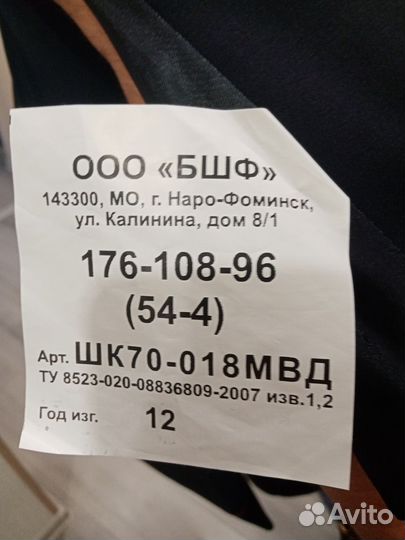 ООО «БШФ»
143300, МО, г. Наро-Фоминск,
ул. Калинина, дом 8/1
176-108-96
(54-4)
Арт. ШК70-018МВД
ТУ 8523-020-08836809-2007 изв.1,2
Год изг. 12
Avito